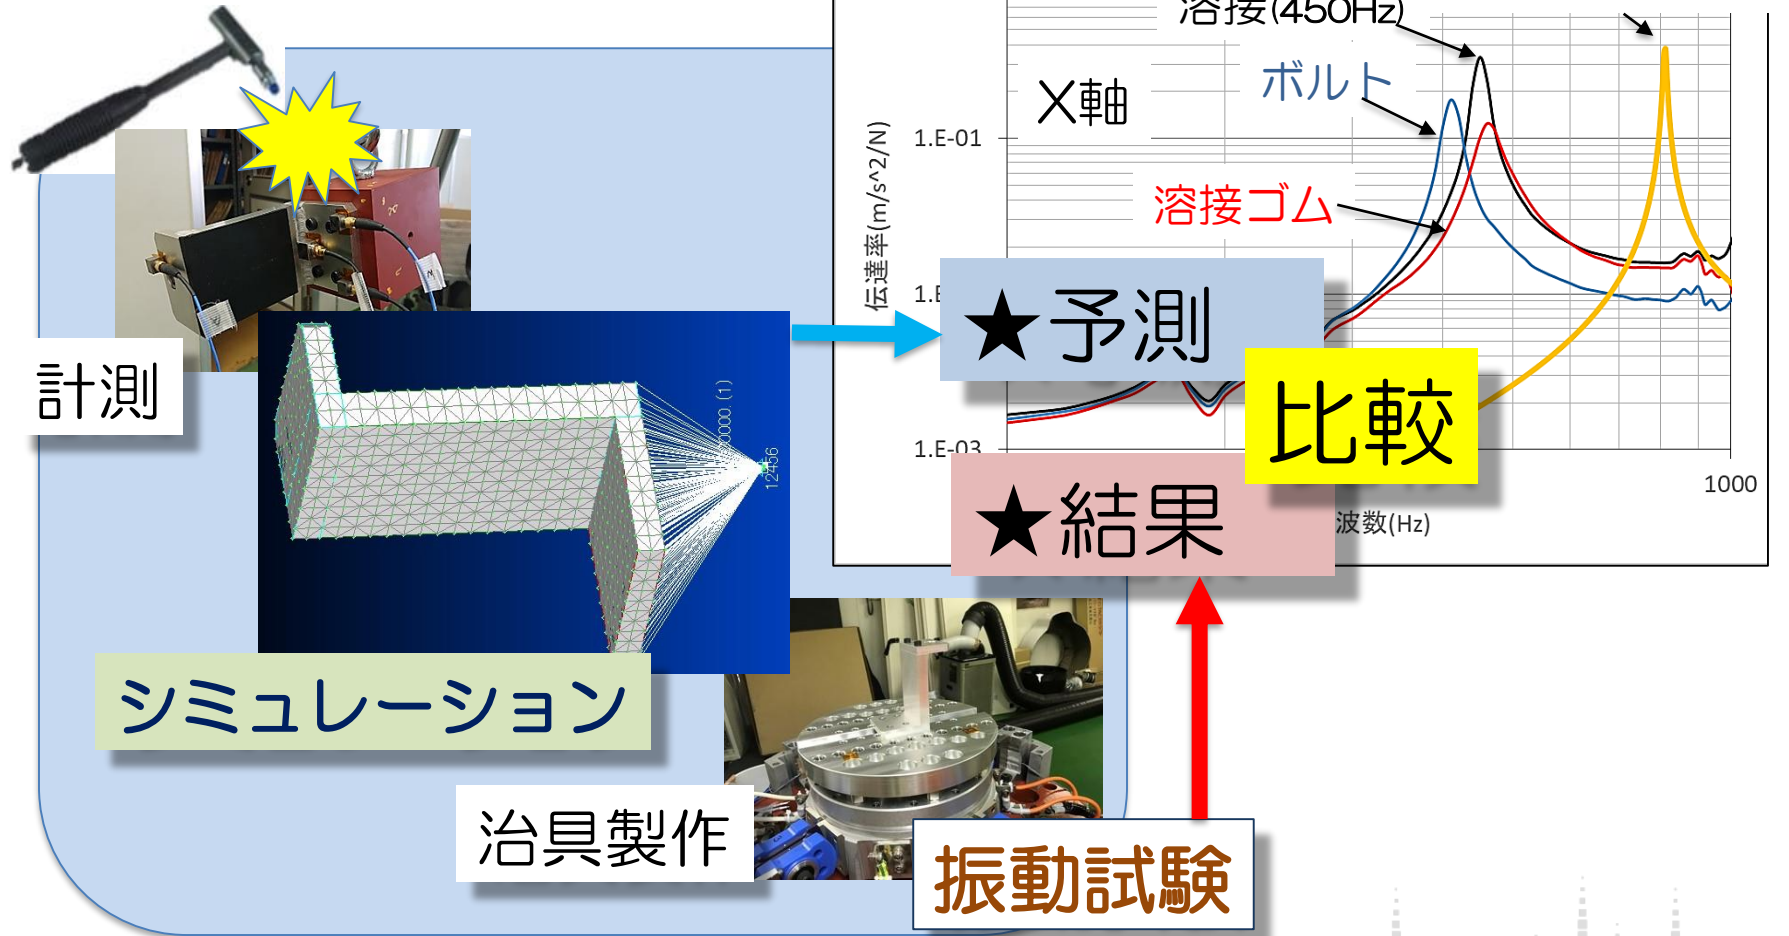 溶接(450Hz)
ボルト
X軸
1.E-01
溶接ゴム
伝達率(m/s^2/N)
★予測
計測
比較
12456
1.E-03
1000
★結果
波数(Hz)
シミュレーション
治具製作
振動試験